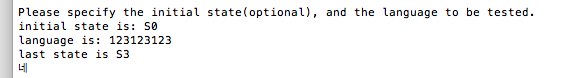 Please specify the initial state(optional), and the language to be tested.
initial state is: S0
language is: 123123123
last state is S3
네